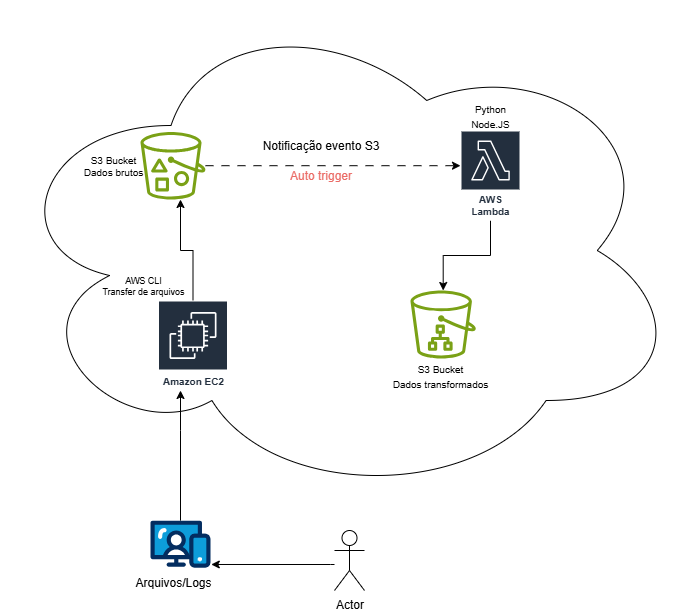 Python
Node.JS
Notificação evento S3
Auto trigger
S3 Bucket
Dados brutos
AWS
Lambda
AWS CLI
Transfer de arquivos
Amazon EC2
S3 Bucket
Dados transformados
Arquivos/Logs
Actor